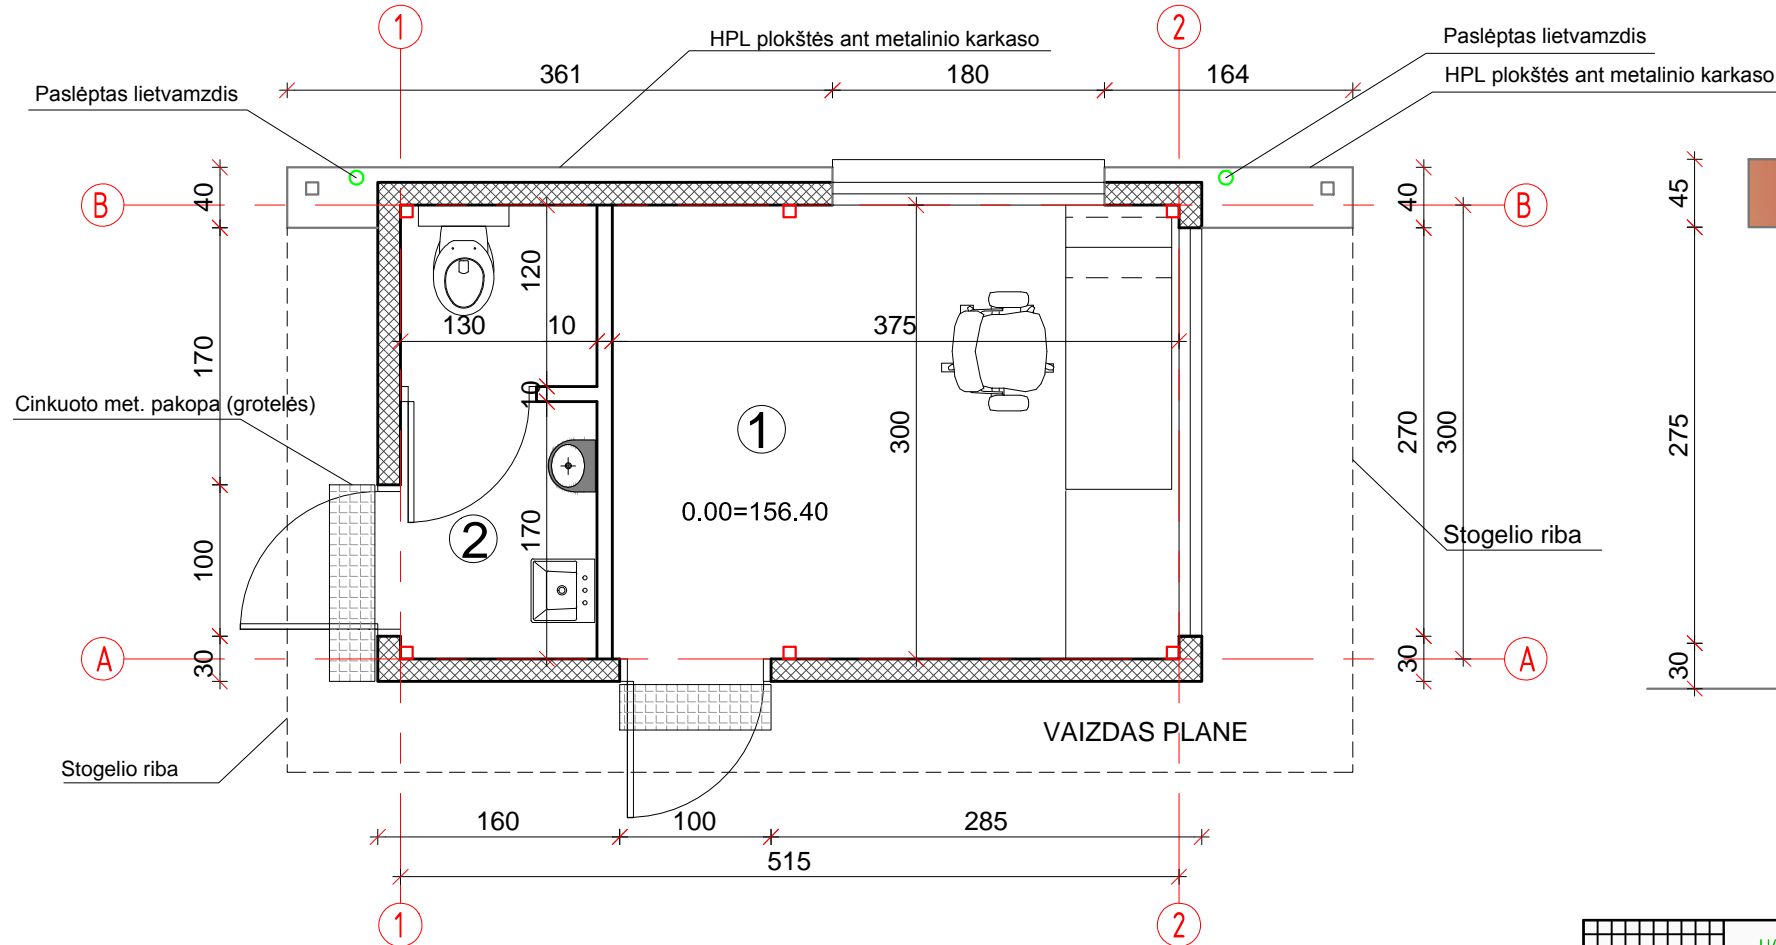 1
2
HPL plokštės ant metalinio karkaso
Paslėptas lietvamzdis
361
180
164
HPL plokštės ant metalinio karkaso
Paslėptas lietvamzdis
B
40
40
45
B
120
130
10
375
170
10
Cinkuoto met. pakopa (grotelės)
1
300
270
300
275
0.00=156.40
2
170
Stogelio riba
100
A
30
30
30
A
VAIZDAS PLANE
Stogelio riba
160
100
285
515
1
2